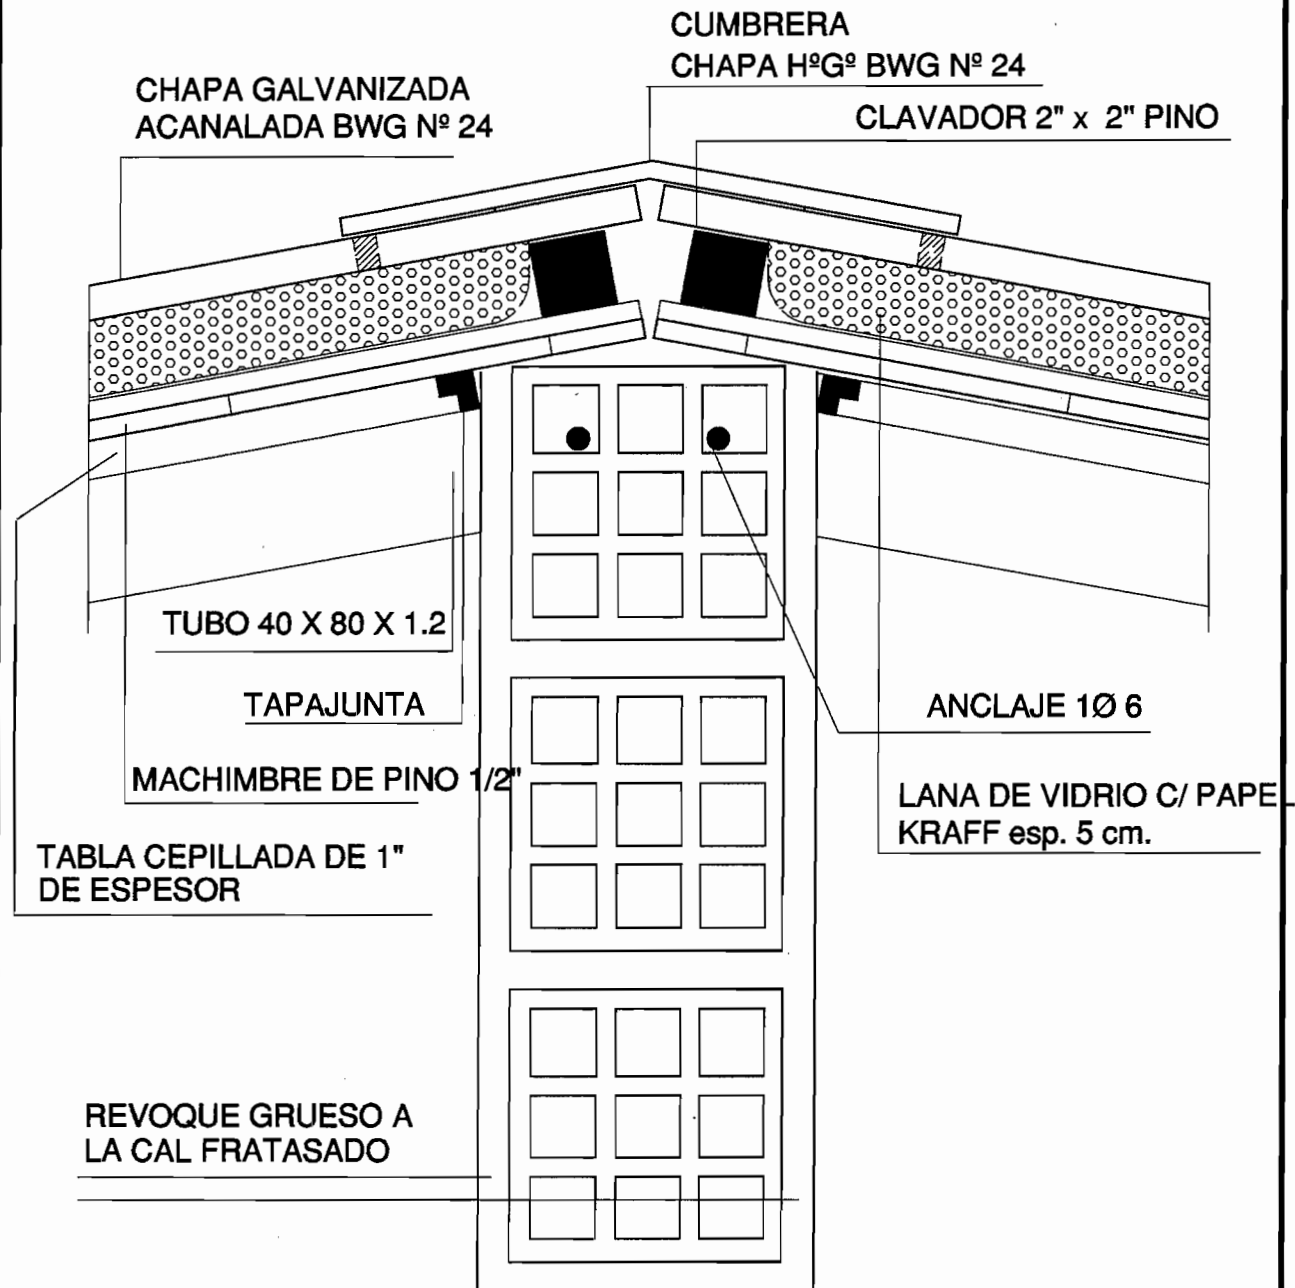 CUMBRERA
CHAPA HºGº BWG Nº 24
CHAPA GALVANIZADA
ACANALADA BWG Nº 24
CLAVADOR 2" x 2" PINO
TUBO 40 X 80 X 1.2
TAPAJUNTA
ANCLAJE 1Ø 6
MACHIMBRE DE PINO 1/2"
LANA DE VIDRIO C/ PAPEL
KRAFF esp. 5 cm.
TABLA CEPILLADA DE 1"
DE ESPESOR
REVOQUE GRUESO A
LA CAL FRATASADO